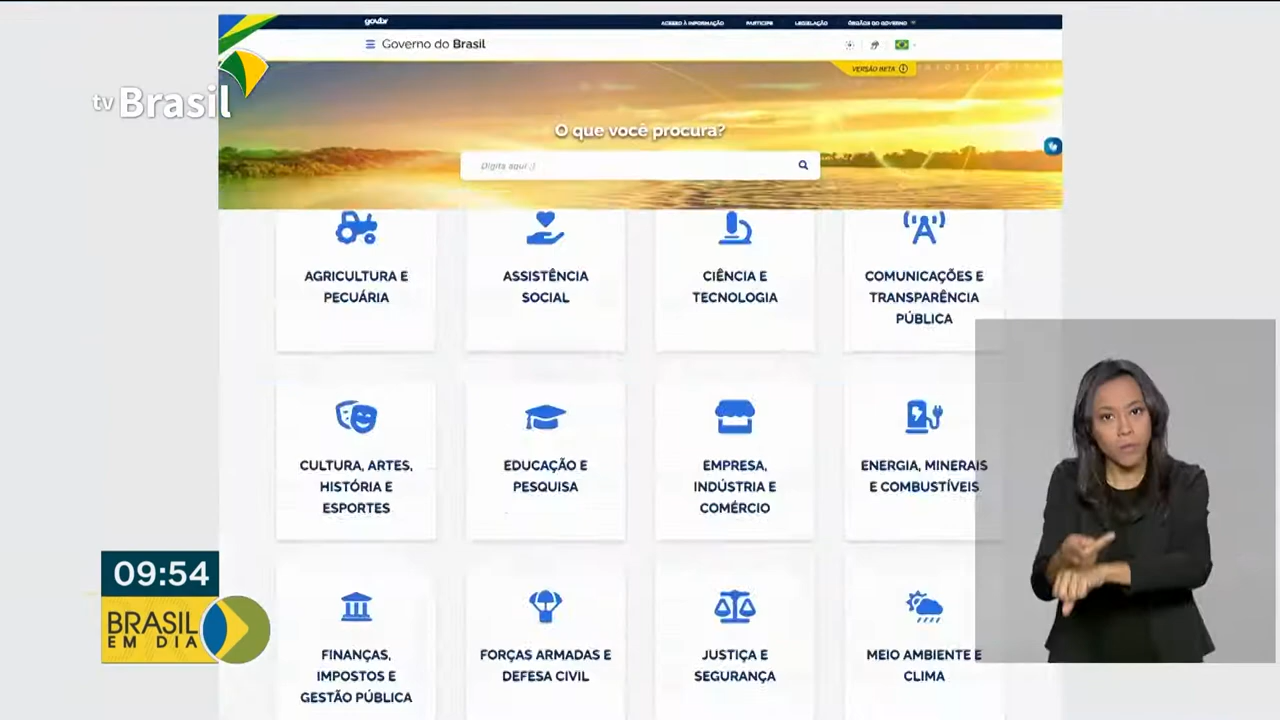 gov.br
ACESSO À INFORMAÇÃO
PARTICIPE
LEGISLAÇÃO
ÓRGÃOS DO GOVERNO
Governo do Brasil
VERSÃO BETA
tv Brasil
O que você procura?
Digita aqui ;)
AGRICULTURA E
PECUÁRIA
ASSISTÊNCIA
SOCIAL
CIÊNCIA E
TECNOLOGIA
COMUNICAÇÕES E
TRANSPARÊNCIA
PÚBLICA
CULTURA, ARTES,
HISTÓRIA E
ESPORTES
EDUCAÇÃO E
PESQUISA
EMPRESA,
INDÚSTRIA E
COMÉRCIO
ENERGIA, MINERAIS
E COMBUSTÍVEIS
09:54
BRASIL
EM DIA
FINANÇAS,
IMPOSTOS E
GESTÃO PÚBLICA
FORÇAS ARMADAS E
DEFESA CIVIL
JUSTIÇA E
SEGURANÇA
MEIO AMBIENTE E
CLIMA